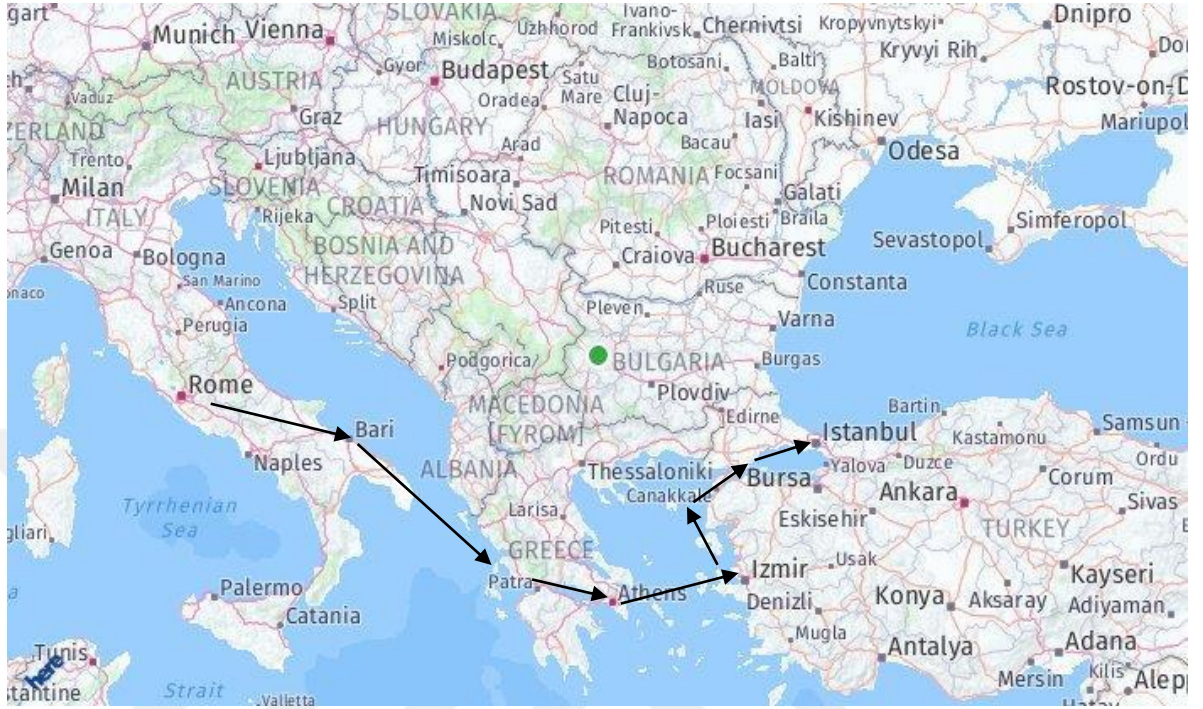 SLOVAKIA
Ivano-
Frankivsk
Uzhhorod
Chernivtsi
Kropyvnytskyi
Dnipro
Munich
Vienna
Miskolc
Kryvyi Rih
Gyor
Budapest
Satu
Mare
Botosani
Balti
MOLDOVA
AUSTRIA
Vaduz
Oradea
Cluj-
Napoca
Iasi
Kishinev
Rostov-on-D
Mariupol
Graz
HUNGARY
Arad
Bacau
Odesa
ZERLAND
Trento
Ljubljana
Timisoara
ROMANIA
Focsani
Milan
SLOVENIA
CROATIA
Novi Sad
Galati
Braila
ITALY
Rijeka
Pitesti
Ploiesti
Simferopol
Genoa
Bologna
BOSNIA AND
HERZEGOVINA
Craiova
Bucharest
Sevastopol
San Marino
Constanta
onaco
Ancona
Split
Ruse
Perugia
Pleven
Varna
Black Sea
Podgorica
BULGARIA
Burgas
Rome
Plovdiv
MACEDONIA
[FYROM]
Edirne
Bartin
Bari
Istanbul
Kastamonu
Samsun
Naples
ALBANIA
Thessaloniki
Bursa
Yalova
Duzce
Corum
Ordu
Canakkale
Ankara
Sivas
Tyrrhenian
Sea
Larisa
Eskisehir
TURKEY
gliari
GREECE
Izmir
Usak
Kayseri
Palermo
Patra
Athens
Denizli
Konya
Aksaray
Adiyaman
Catania
Mugla
Antalya
Adana
Tunis
here
Mersin
Kilis
Alepp
stantine
Strait
Valletta
Hatay